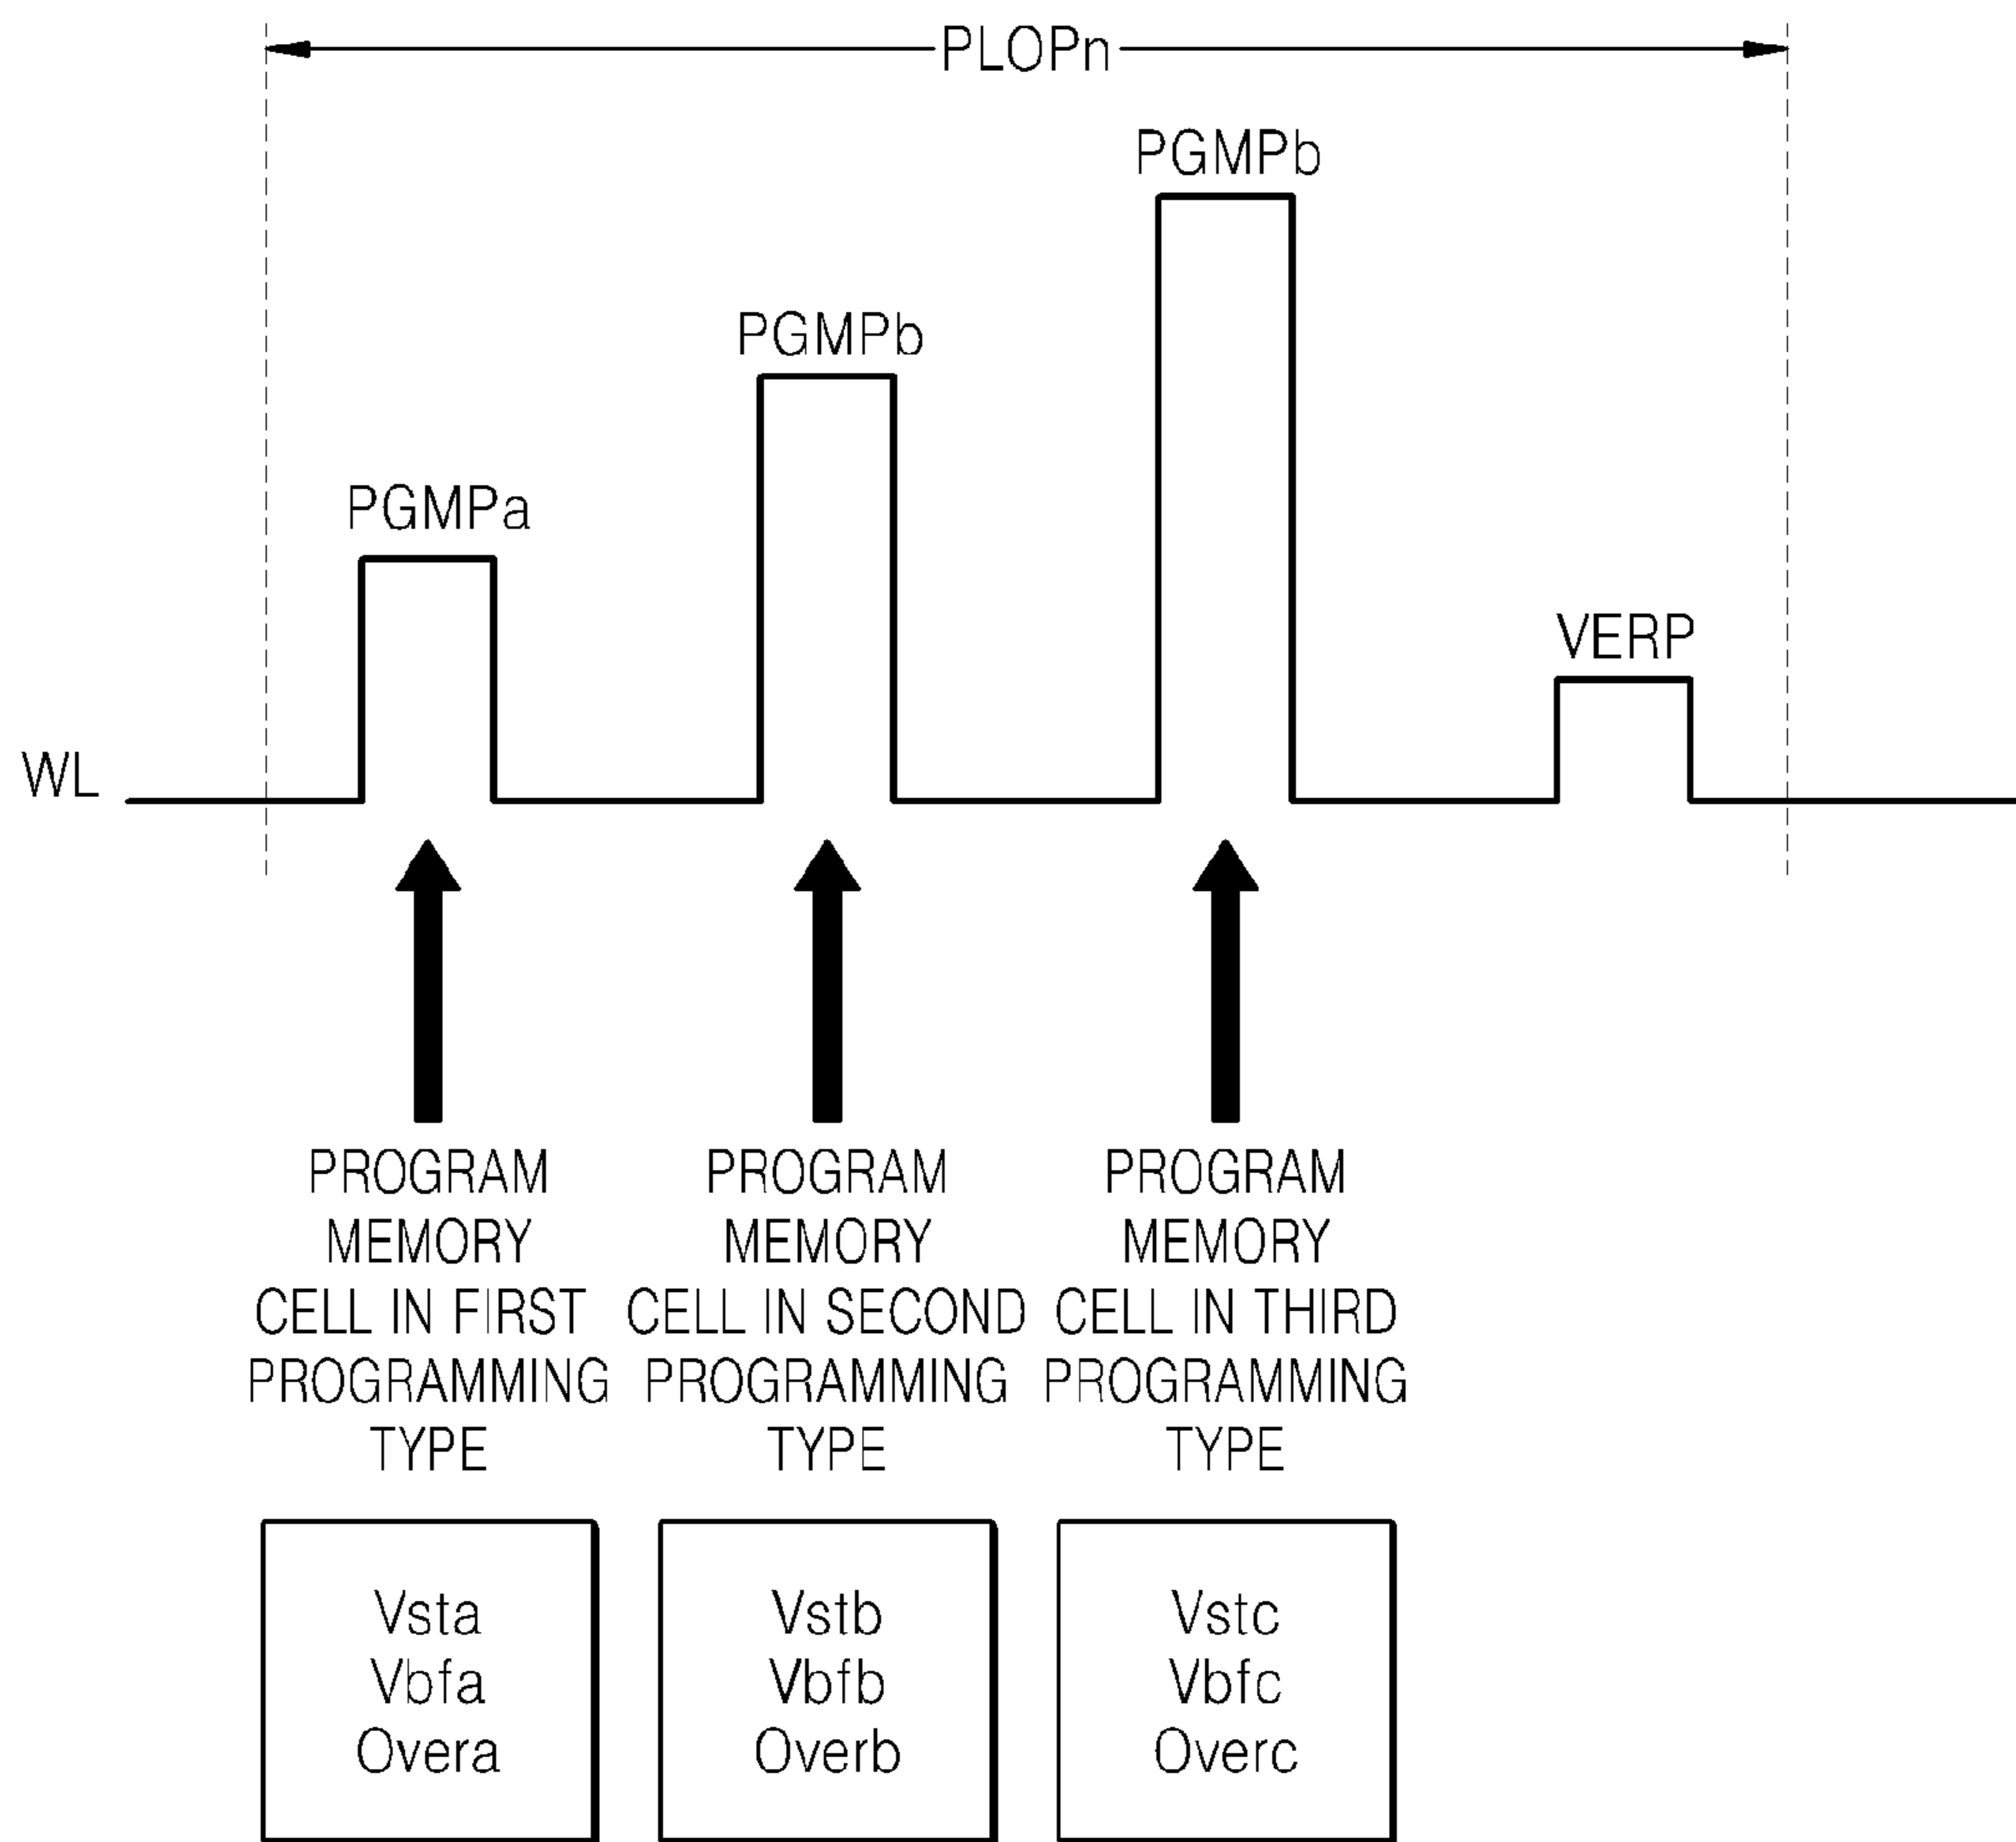 PLOPn
PGMPb
PGMPb
PGMPa
VERP
WL
PROGRAM
MEMORY
CELL IN FIRST
PROGRAMMING
TYPE
PROGRAM
MEMORY
CELL IN SECOND
PROGRAMMING
TYPE
PROGRAM
MEMORY
CELL IN THIRD
PROGRAMMING
TYPE
Vsta
Vbfa
Overa
Vstb
Vbfb
Overb
Vstc
Vbfc
Overc